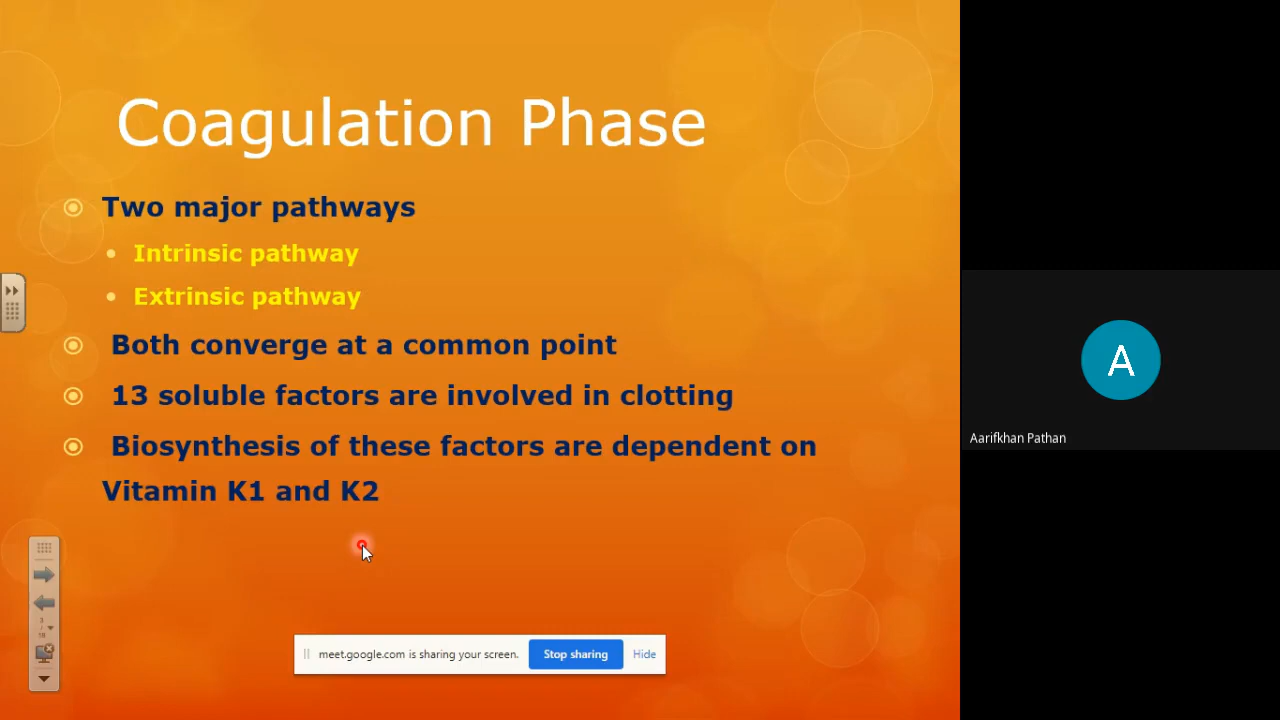 Coagulation Phase
Two major pathways
Intrinsic pathway
Extrinsic pathway
Both converge at a common point
13 soluble factors are involved in clotting
Biosynthesis of these factors are dependent on
Vitamin K1 and K2
A
Aarifkhan Pathan
3
/
19
meet.google.com is sharing your screen.
Stop sharing
Hide